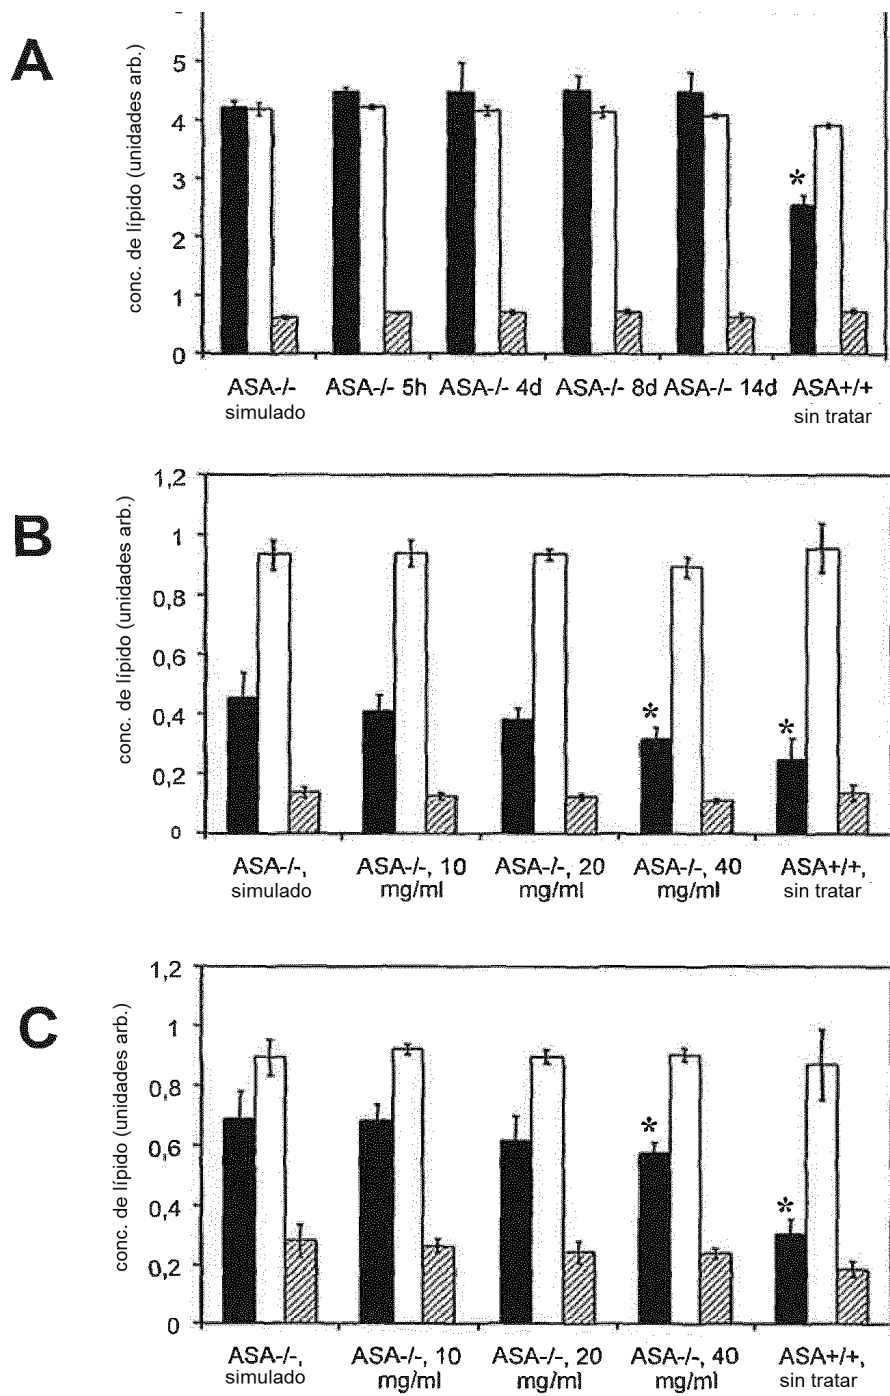 A
conc. de lípido (unidades arb.)
5
4
3
2
1
0
*
ASA-/- ASA-/- 5h ASA-/- 4d ASA-/- 8d ASA-/- 14d ASA+/+
simulado sin tratar
B
conc. de lípido (unidades arb.)
1,2
1
0,8
0,6
0,4
0,2
0
* *
ASA-/-, ASA-/-, 10 ASA-/-, 20 ASA-/-, 40 ASA+/+,
simulado mg/ml mg/ml mg/ml sin tratar
C
conc. de lípido (unidades arb.)
1,2
1
0,8
0,6
0,4
0,2
0
* *
ASA-/-, ASA-/-, 10 ASA-/-, 20 ASA-/-, 40 ASA+/+,
simulado mg/ml mg/ml mg/ml sin tratar